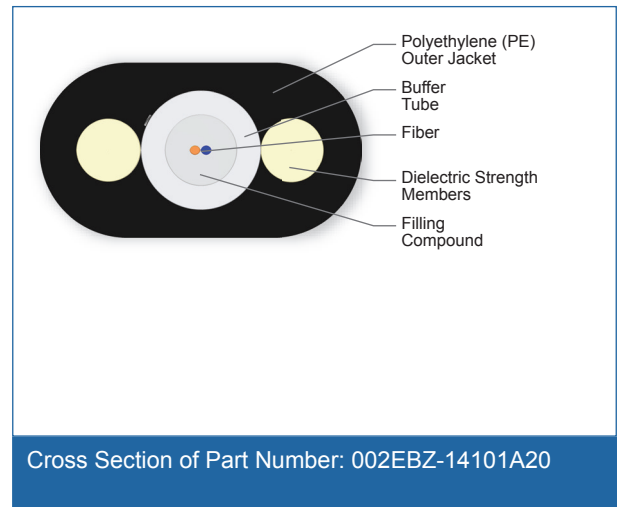 Polyethylene (PE)
Outer Jacket
Buffer
Tube
Fiber
Dielectric Strength
Members
Filling
Compound
Cross Section of Part Number: 002EBZ-14101A20